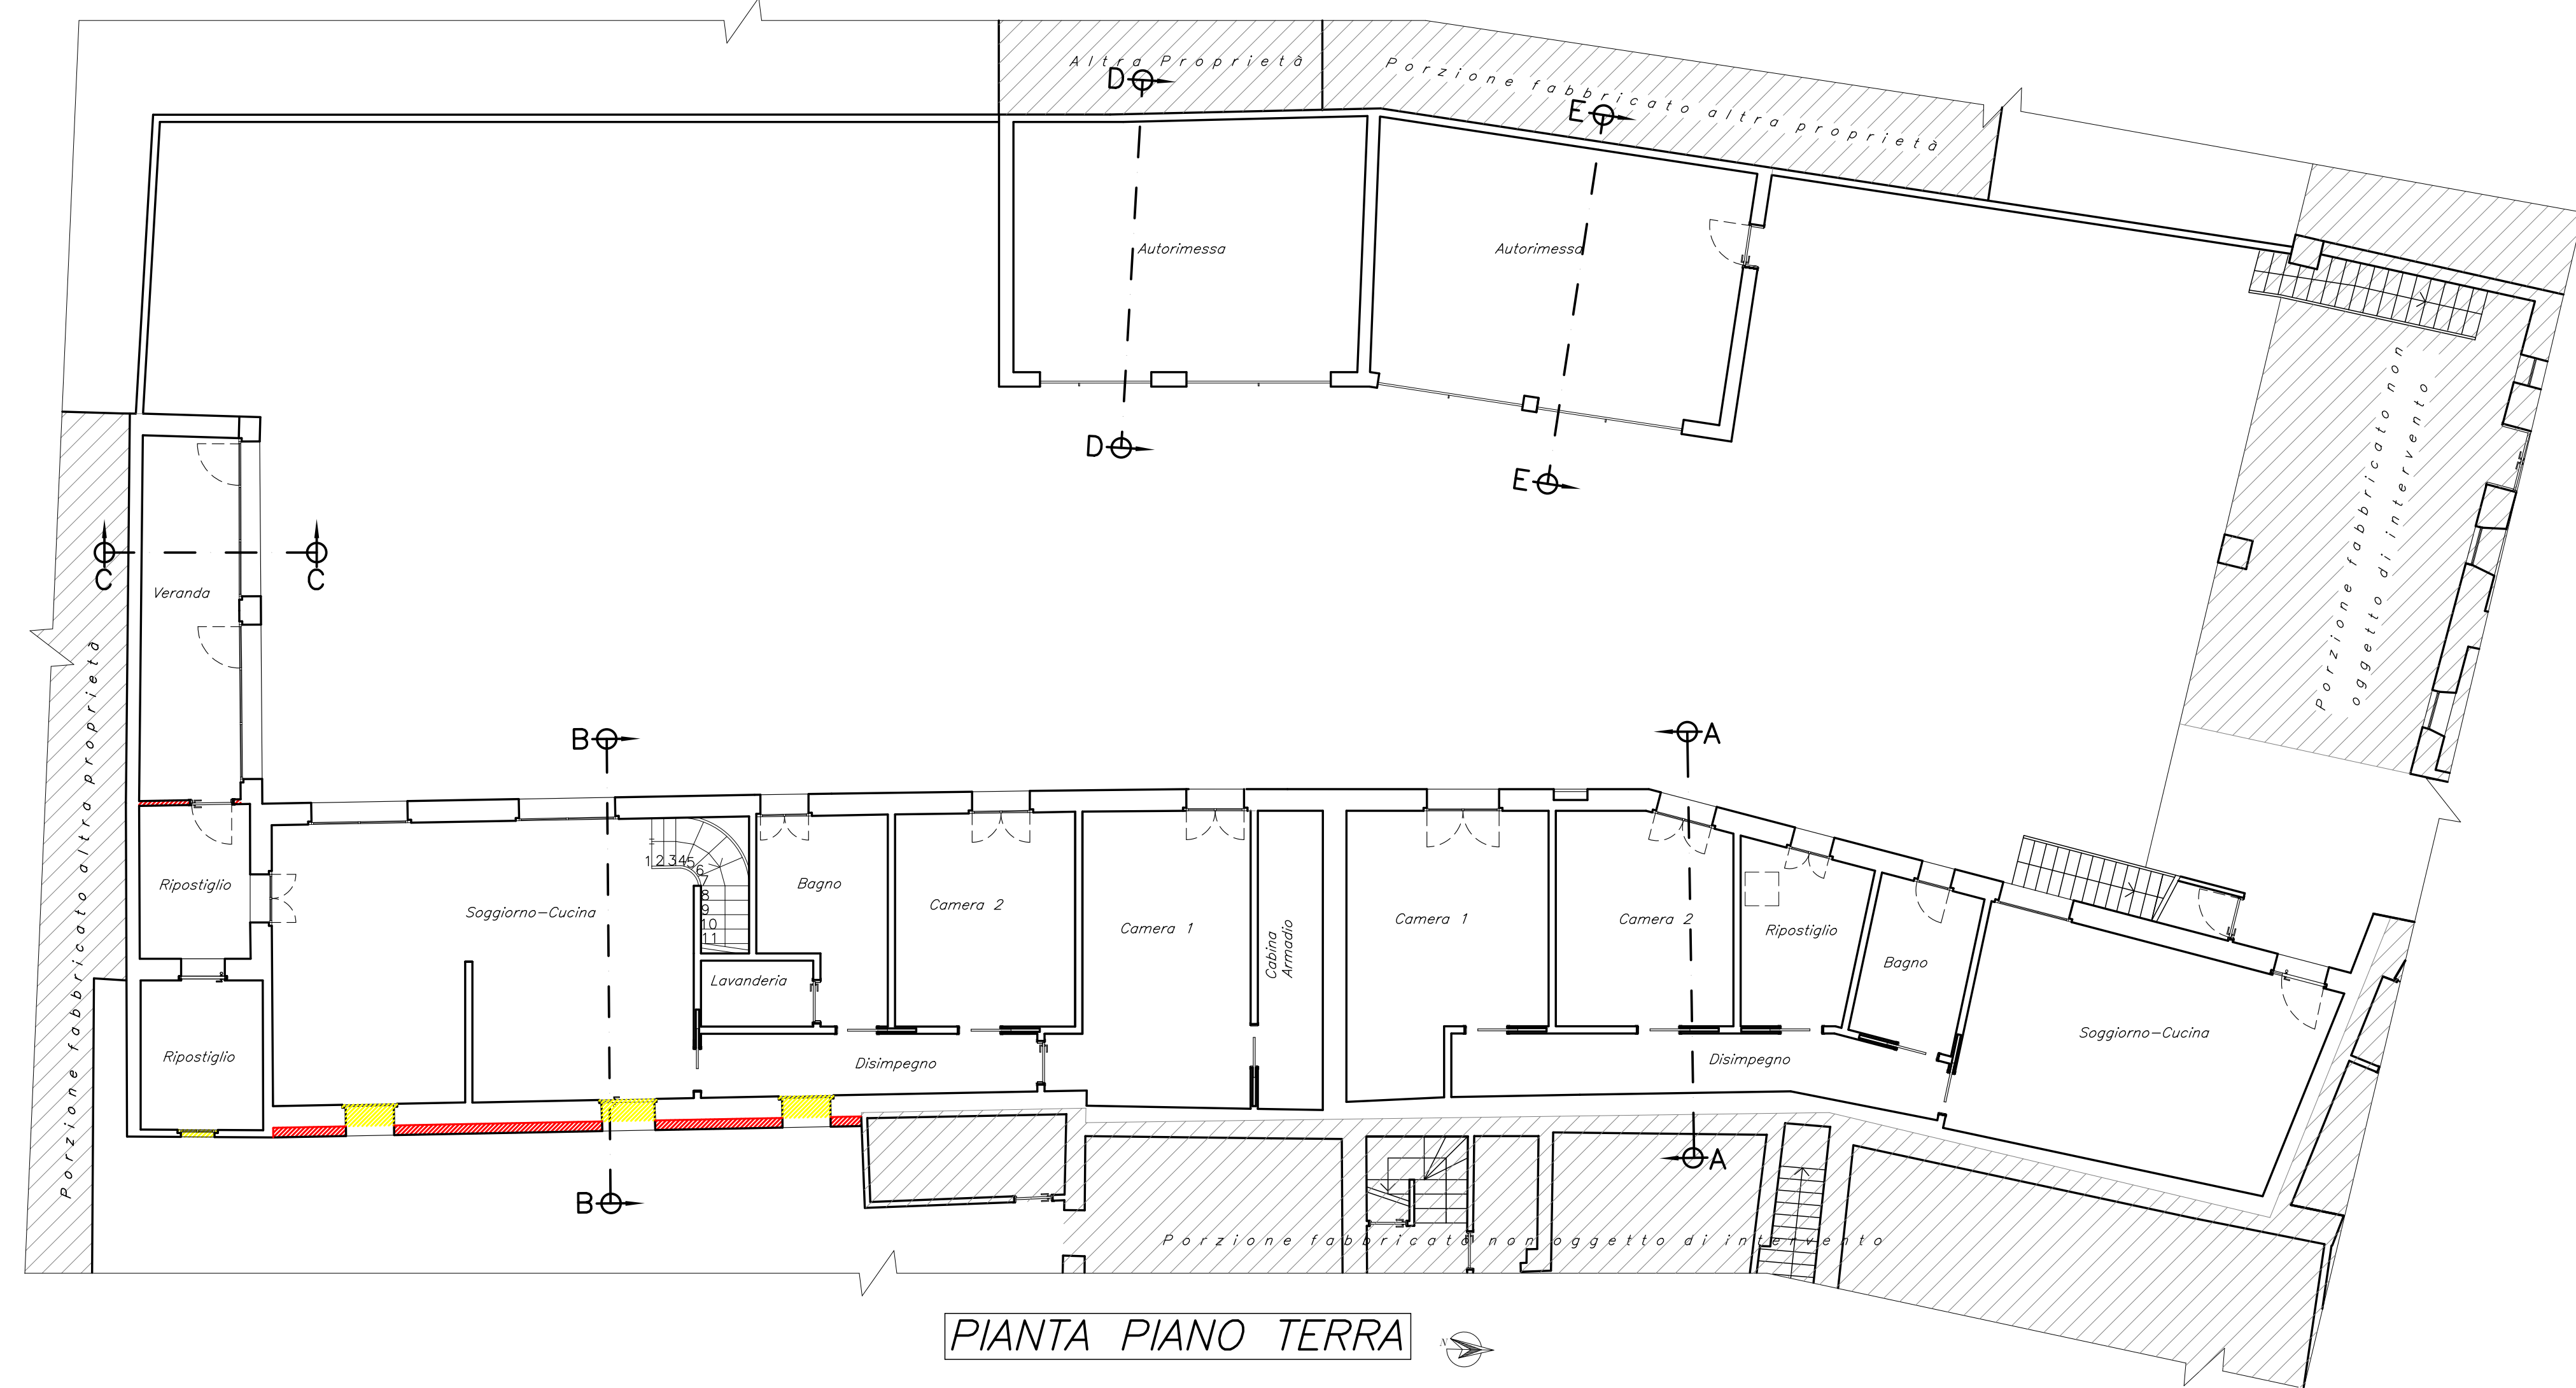 Altra Proprietà
Porzione fabbricato altra proprietà
D
E
Autorimessa
Autorimessa
D
E
C
C
Veranda
Porzione fabbricato non
oggetto di intervento
Porzione fabbricato altra proprietà
B
A
1 2 3 4 5
6
7
8
9
10
11
Ripostiglio
Soggiorno-Cucina
Bagno
Camera 2
Camera 1
Cabina
Armadio
Camera 1
Camera 2
Ripostiglio
Bagno
Lavanderia
Soggiorno-Cucina
Ripostiglio
Disimpegno
Disimpegno
B
A
Porzione fabbricato non oggetto di intervento
PIANTA PIANO TERRA
N